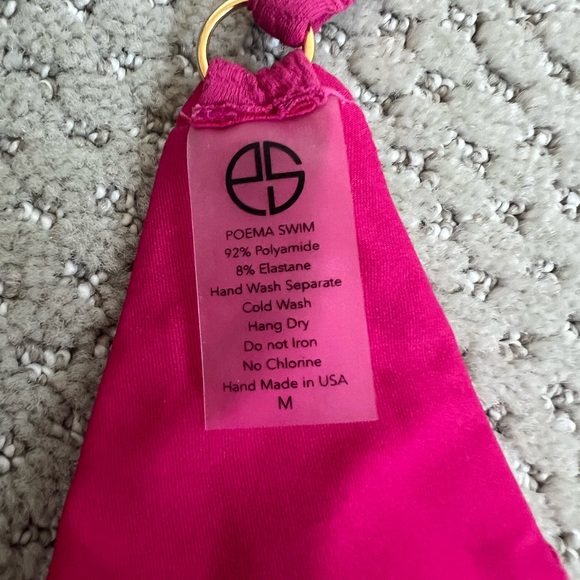 PS
POEMA SWIM
92% Polyamide
8% Elastane
Hand Wash Separate
Cold Wash
Hang Dry
Do not Iron
No Chlorine
Hand Made in USA
M